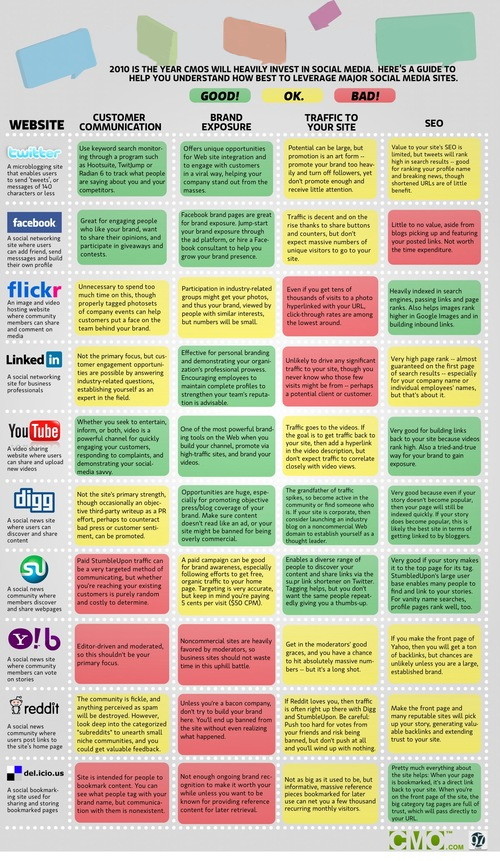 2010 IS THE YEAR CMOS WILL HEAVILY INVEST IN SOCIAL MEDIA. HERE'S A GUIDE TO
HELP YOU UNDERSTAND HOW BEST TO LEVERAGE MAJOR SOCIAL MEDIA SITES.
GOOD! OK. BAD!
WEBSITE
CUSTOMER
COMMUNICATION
BRAND
EXPOSURE
TRAFFIC TO
YOUR SITE
SEO
twitter
A microblogging site
that enables users
to send 'tweets', or
messages of 140
characters or less
Use keyword search monitor-
ing through a program such
as Hootsuite, TwitJump or
Radian 6 to track what people
are saying about you and your
competitors.
Offers unique opportunities
for Web site integration and
to engage with customers
in a viral way, helping your
company stand out from the
masses.
Potential can be large, but
promotion is an art form --
promote your brand too heav-
ily and turn off followers, yet
don't promote enough and
receive little attention.
Value to your site's SEO is
limited, but tweets will rank
high in search results -- good
for ranking your profile name
and breaking news, though
shortened URLs are of little
benefit.
facebook
A social networking
site where users
can add friend, send
messages and build
their own profile
Great for engaging people
who like your brand, want
to share their opinions, and
participate in giveaways and
contests.
Facebook brand pages are great
for brand exposure. Jumpstart
your brand exposure through
the ad platform, or hire a Face-
book consultant to help you
grow your brand presence.
Traffic is decent and on the
rise thanks to share buttons
and counters, but don't
expect massive numbers of
unique visitors to go to your
site.
Little to no value, aside from
blogs picking up and featuring
your posted links. Not worth
the time expenditure.
flickr
An image and video
hosting website
where community
members can share
and comment on
media
Unnecessary to spend too
much time on this, though
properly tagged photosets
of company events can help
customers put a face on the
team behind your brand.
Participation in industry-related
groups might get your photos,
and thus your brand, viewed by
people with similar interests,
but numbers will be small.
Even if you get tens of
thousands of visits to a photo
hyperlinked with your URL,
click-through rates are among
the lowest around.
Heavily indexed in search
engines, passing links and page
ranks. Also helps images rank
higher in Google Images and in
building inbound links.
Linked in
A social networking
site for business
professionals
Not the primary focus, but cus-
tomer engagement opportuni-
ties are possible by answering
industry-related questions,
establishing yourself as an
expert in the field.
Effective for personal branding
and demonstrating your organi-
zation's professional prowess.
Encouraging employees to
maintain complete profiles to
strengthen your team's reputa-
tion is advisable.
Unlikely to drive any significant
traffic to your site, though you
never know who those few
visits might be from -- perhaps
a potential client or customer.
Very high page rank -- almost
guaranteed on the first page
of search results -- especially
for your company name or
individual employees' names,
but that's about it.
You Tube
A video sharing
website where users
can share and upload
new videos
Whether you seek to entertain,
inform, or both, video is a
powerful channel for quickly
engaging your customers,
responding to complaints, and
demonstrating your social-
media savvy.
One of the most powerful brand-
ing tools on the Web when you
build your channel, promote via
high-traffic sites, and brand your
videos.
Traffic goes to the videos. If
the goal is to get traffic back to
your site, then add a hyperlink
in the video description, but
don't expect traffic to correlate
closely with video views.
Very good for building links
back to your site because videos
rank high. Also a tried-and-true
way for your brand to gain
exposure.
digg
A social news site
where users can
discover and share
content
Not the site's primary strength,
though occasionally an objec-
tive third-party writeup as a PR
effort, perhaps to counteract
bad press or customer senti-
ment, can be promoted.
Opportunities are huge, espe-
cially for promoting objective
press/blog coverage of your
brand. Make sure content
doesn't read like an ad, or your
site might be banned for being
overly commercial.
The grandfather of traffic
spikes, so become active in the
community or find someone who
is. If your site is corporate, then
consider launching an industry
blog on a noncommercial Web
domain to establish yourself as a
thought leader.
Very good because even if your
story doesn't become popular,
then your page will still be
indexed quickly. If your story
does become popular, this is
likely the best site in terms of
getting linked to by bloggers.
A social news
community where
members discover
and share webpages
Paid StumbleUpon traffic can
be a very targeted method of
communicating, but whether
you're reaching your existing
customers is purely random
and costly to determine.
A paid campaign can be good
for brand awareness, especially
following efforts to get free,
organic traffic to your home
page. Targeting is very accurate,
but keep in mind you're paying
5 cents per visit ($50 CPM).
Enables a diverse range of
people to discover your
content and share links via the
su.pr link shortener on Twitter.
Tagging helps, but you don't
want the same people repeat-
edly giving you a thumbs-up.
Very good if your story makes
it to the top page for its tag.
StumbledUpon's large user
base enables many people to
find and link to your stories.
For vanity name searches,
profile pages rank well, too.
Y! b
A social news site
where community
members can vote
on stories
Editor-driven and moderated,
so this shouldn't be your
primary focus.
Noncommercial sites are heavily
favored by moderators, so
business sites should not waste
time in this uphill battle.
Get in the moderators' good
graces, and you have a chance
to hit absolutely massive num-
bers -- but it's a long shot.
If you make the front page of
Yahoo, then you will get a ton
of backlinks, but chances are
unlikely unless you are a large,
established brand.
reddit
A social news
community where
users post links to
the site's home page
The community is fickle, and
anything perceived as spam
will be destroyed. However,
look deep into the categorized
"subreddits" to unearth small
niche communities, and you
could get valuable feedback.
Unless you're a bacon company,
don't try to build your brand
here. You'll end up banned from
the site without even realizing
what happened.
If Reddit loves you, then traffic
is often right up there with Digg
and StumbleUpon. Be careful:
Push too hard for votes from
your friends and risk being
banned, but don't push at all
and you'll wind up with nothing.
Make the front page and
many reputable sites will pick
up your story, generating valu-
able backlinks and extending
trust to your site.
del.icio.us
A social bookmark-
ing site used for
sharing and storing
bookmarked pages
Site is intended for people to
bookmark content. You can
see what people tag with your
brand name, but communica-
tion with them is nonexistent.
Not enough ongoing brand rec-
ognition to make it worth your
while unless you want to be
known for providing reference
content for later retrieval.
Not as big as it used to be, but
informative, massive reference
pieces bookmarked for later
use can net you a few thousand
recurring monthly visitors.
Pretty much everything about
the site helps. When your page
is bookmarked, it's a direct link
back to your site. When you're
on the front page of the site,
big category tag pages are full of
trust, which will pass directly to
your URL.
CMO.COM
97